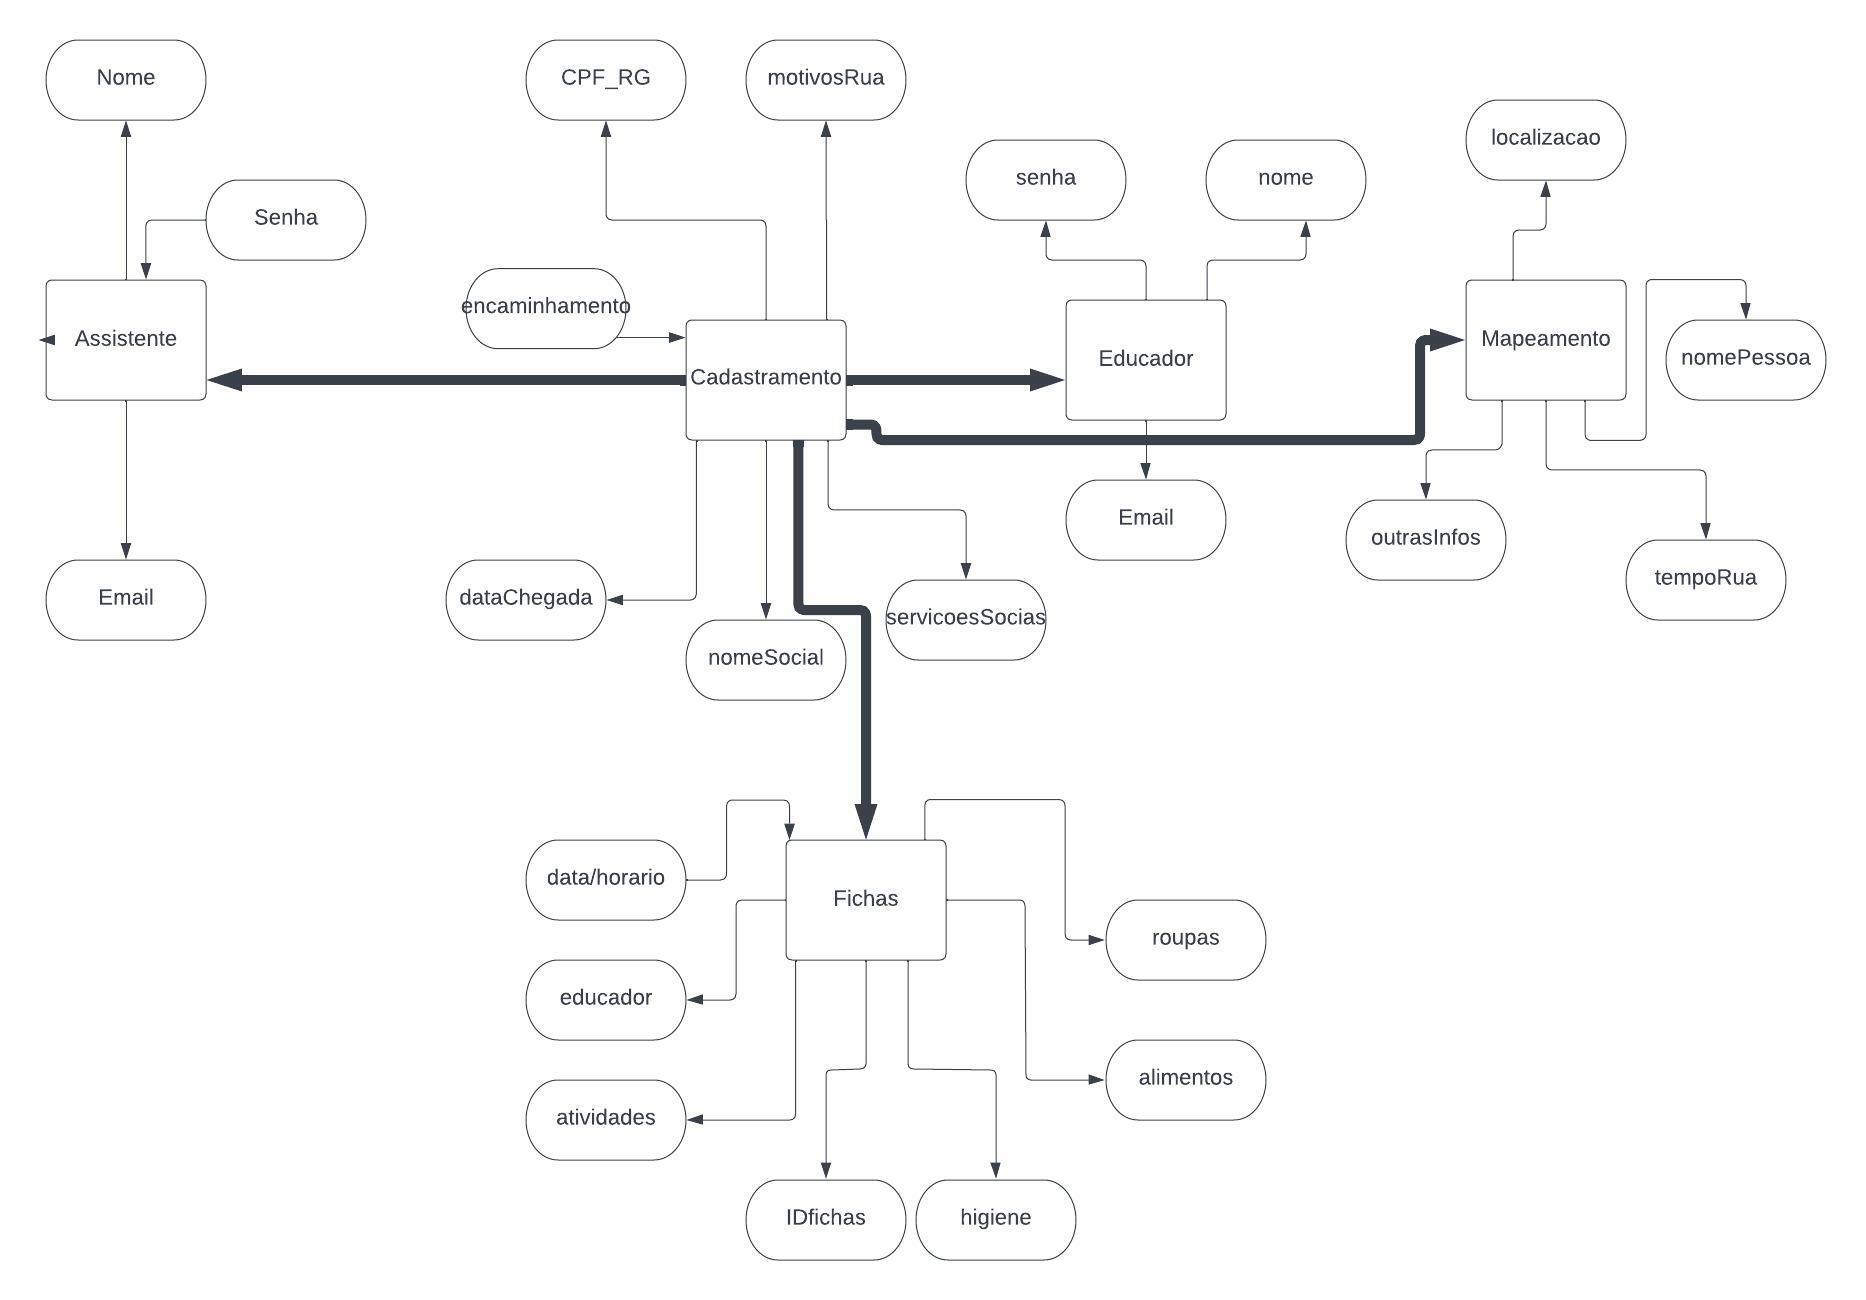 Nome
CPF_RG
motivosRua
localizacao
senha
nome
Senha
encaminhamento
Assistente
Cadastramento
Educador
Mapeamento
nomePessoa
Email
outrasInfos
tempoRua
Email
dataChegada
nomeSocial
servicoesSocias
data/horario
Fichas
roupas
educador
alimentos
atividades
IDfichas
higiene